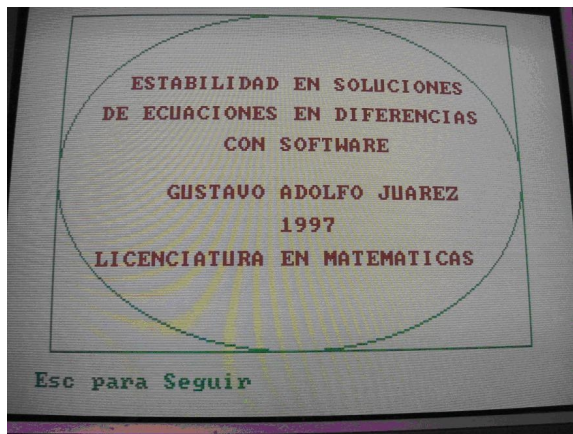 ESTABILIDAD EN SOLUCIONES
DE ECUACIONES EN DIFERENCIAS
CON SOFTWARE
GUSTAVO ADOLFO JUAREZ
1997
LICENCIATURA EN MATEMATICAS
Esc para Seguir